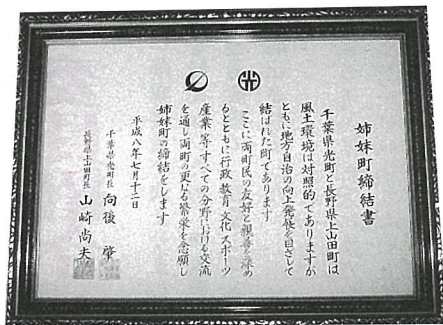 姉妹町締結書
千葉県光町と長野県上山田町は
風土環境は対照的でありますが
ともに地方自治の向上発展を目ざして
結ばれた町であります
ここに両町民の友好と親善を深め
るとともに行政 教育 文化 スポーツ
産業等すべての分野における交流
を通し両町の更なる繁栄を念願し
姉妹町の締結をします
平成八年七月十二日
千葉県光町長 向後 肇
長野県上山田町長 山崎尚夫